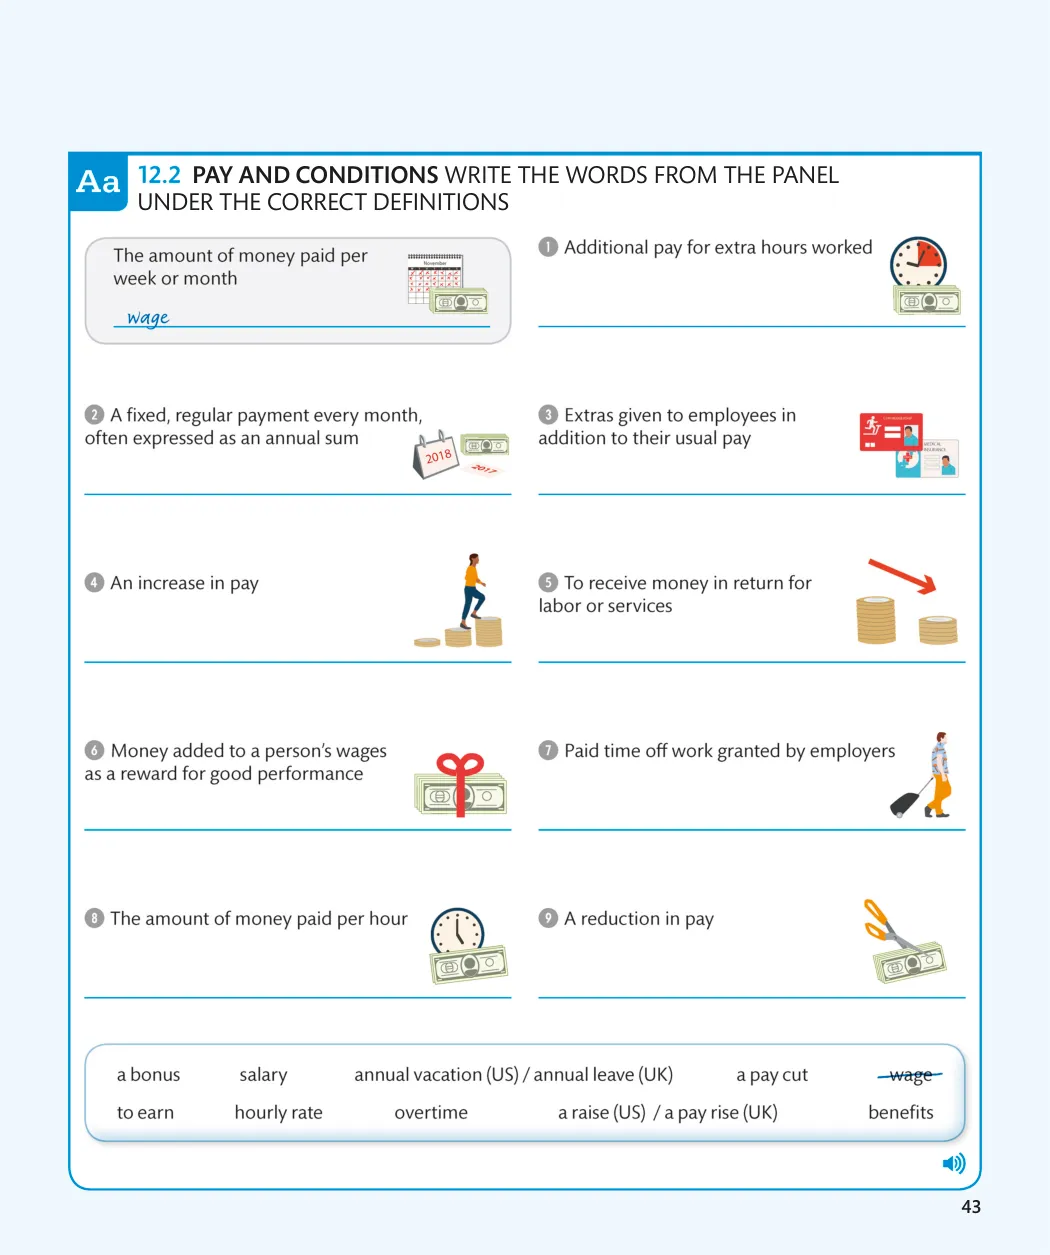 Aa
12.2 PAY AND CONDITIONS WRITE THE WORDS FROM THE PANEL
UNDER THE CORRECT DEFINITIONS
The amount of money paid per
week or month
November
wage
1 Additional pay for extra hours worked
2 A fixed, regular payment every month,
often expressed as an annual sum
2018
2017
3 Extras given to employees in
addition to their usual pay
MEDICAL
INSURANCE
4 An increase in pay
5 To receive money in return for
labor or services
6 Money added to a person's wages
as a reward for good performance
7 Paid time off work granted by employers
8 The amount of money paid per hour
9 A reduction in pay
a bonus salary annual vacation (US) / annual leave (UK) a pay cut wage
to earn hourly rate overtime a raise (US) / a pay rise (UK) benefits
43